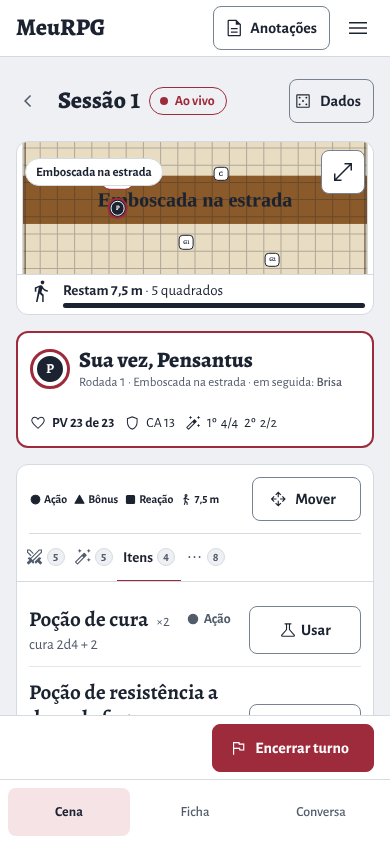 MeuRPG
Anotações
Sessão 1
Ao vivo
Dados
Emboscada na estrada
C
Emboscada na estrada
P
G1
G2
Restam 7,5 m · 5 quadrados
P
Sua vez, Pensantus
Rodada 1 · Emboscada na estrada · em seguida: Brisa
PV 23 de 23
CA 13
1º 4/4 2º 2/2
Ação
Bônus
Reação
7,5 m
Mover
5
5
Itens 4
··· 8
Poção de cura ×2
Ação
Usar
cura 2d4 + 2
Poção de resistência a
Encerrar turno
Cena
Ficha
Conversa